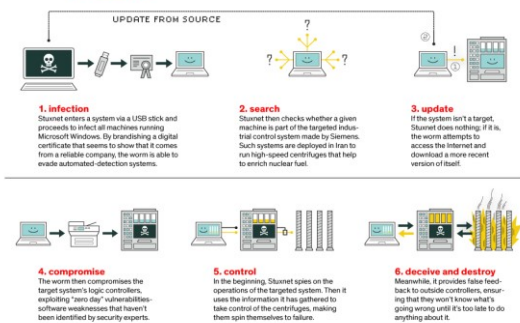 UPDATE FROM SOURCE
? ? ? ?
! 
1. infection
Stuxnet enters a system via a USB stick and
proceeds to infect all machines running
Microsoft Windows. By brandishing a digital
certificate that seems to show that it comes
from a reliable company, the worm is able to
evade automated-detection systems.
2. search
Stuxnet then checks whether a given
machine is part of the targeted indus-
trial control system made by Siemens.
Such systems are deployed in Iran to
run high-speed centrifuges that help
to enrich nuclear fuel.
3. update
If the system isn't a target,
Stuxnet does nothing; if it is,
the worm attempts to
access the Internet and
download a more recent
version of itself.
4. compromise
The worm then compromises the
target system's logic controllers,
exploiting "zero day" vulnerabilities-
software weaknesses that haven't
been identified by security experts.
5. control
In the beginning, Stuxnet spies on the
operations of the targeted system. Then it
uses the information it has gathered to
take control of the centrifuges, making
them spin themselves to failure.
6. deceive and destroy
Meanwhile, it provides false feed-
back to outside controllers, ensur-
ing that they won't know what's
going wrong until it's too late to do
anything about it.